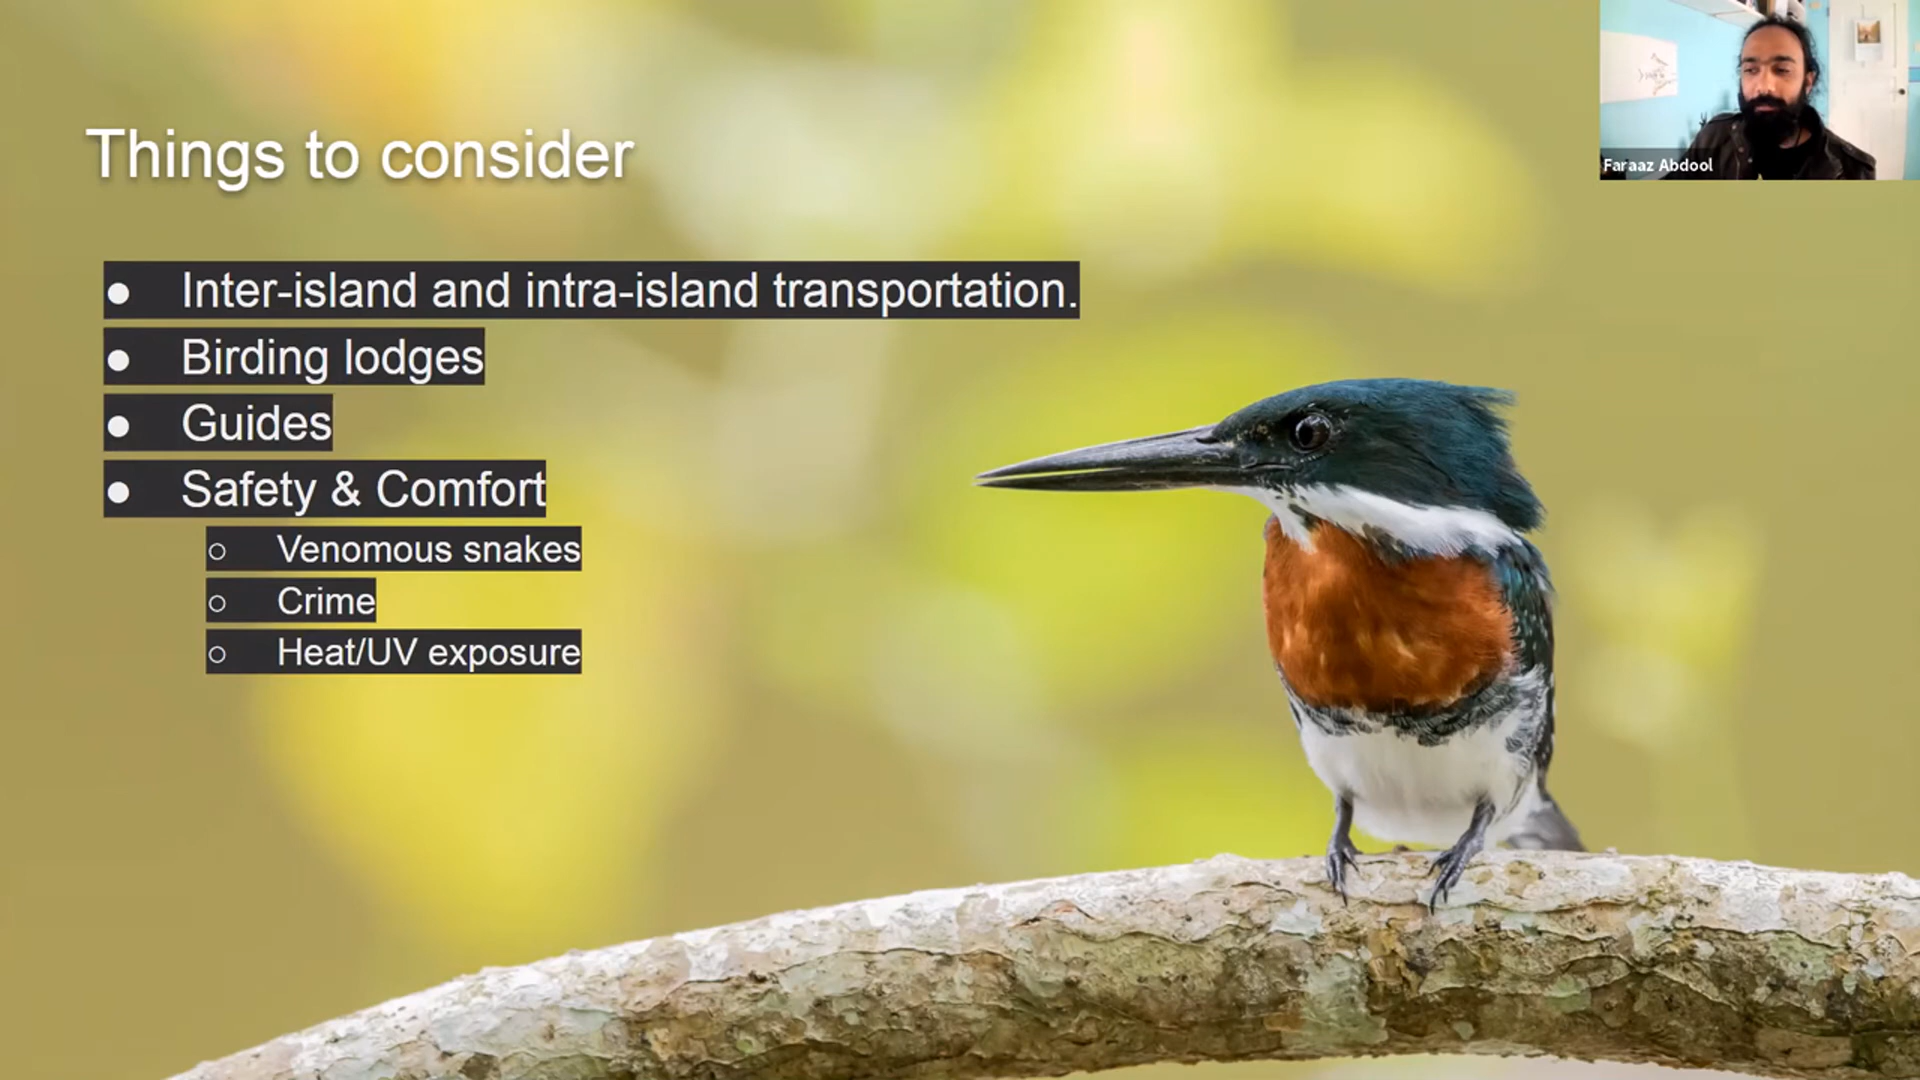 Things to consider
● Inter-island and intra-island transportation.
● Birding lodges
● Guides
● Safety & Comfort
○ Venomous snakes
○ Crime
○ Heat/UV exposure
Faraaz Abdool